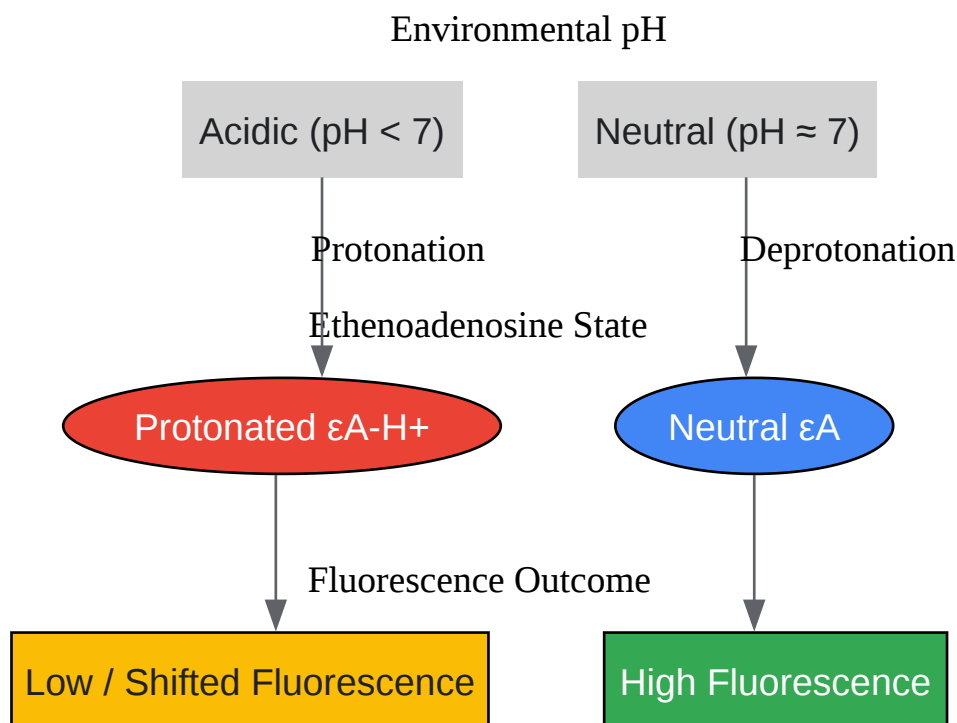 Environmental pH
Acidic (pH < 7)
Neutral (pH ≈ 7)
Protonation
Deprotonation
Ethenoadenosine State
Protonated εA-H+
Neutral εA
Fluorescence Outcome
Low / Shifted Fluorescence
High Fluorescence